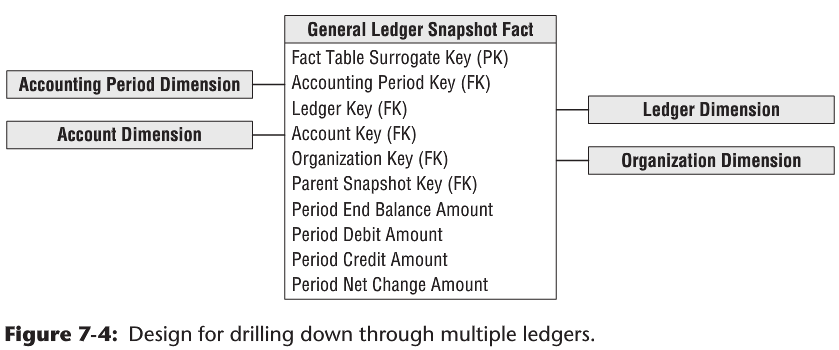 General Ledger Snapshot Fact
Fact Table Surrogate Key (PK)
Accounting Period Key (FK)
Ledger Key (FK)
Account Key (FK)
Organization Key (FK)
Parent Snapshot Key (FK)
Period End Balance Amount
Period Debit Amount
Period Credit Amount
Period Net Change Amount
Accounting Period Dimension
Account Dimension
Ledger Dimension
Organization Dimension
Figure 7-4: Design for drilling down through multiple ledgers.